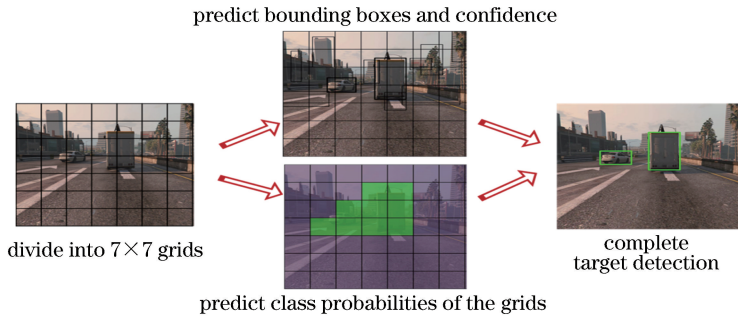 predict bounding boxes and confidence
divide into 7×7 grids
predict class probabilities of the grids
complete
target detection